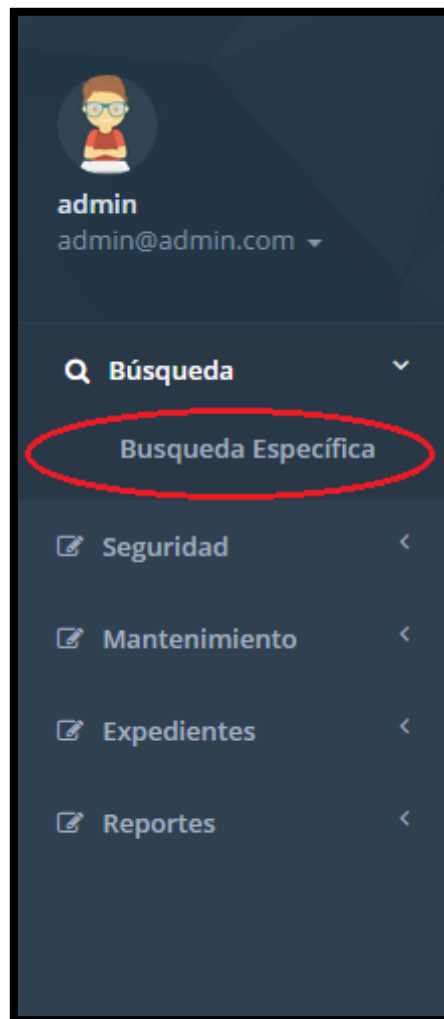 admin
admin@admin.com
Búsqueda
Busqueda Específica
Seguridad
Mantenimiento
Expedientes
Reportes